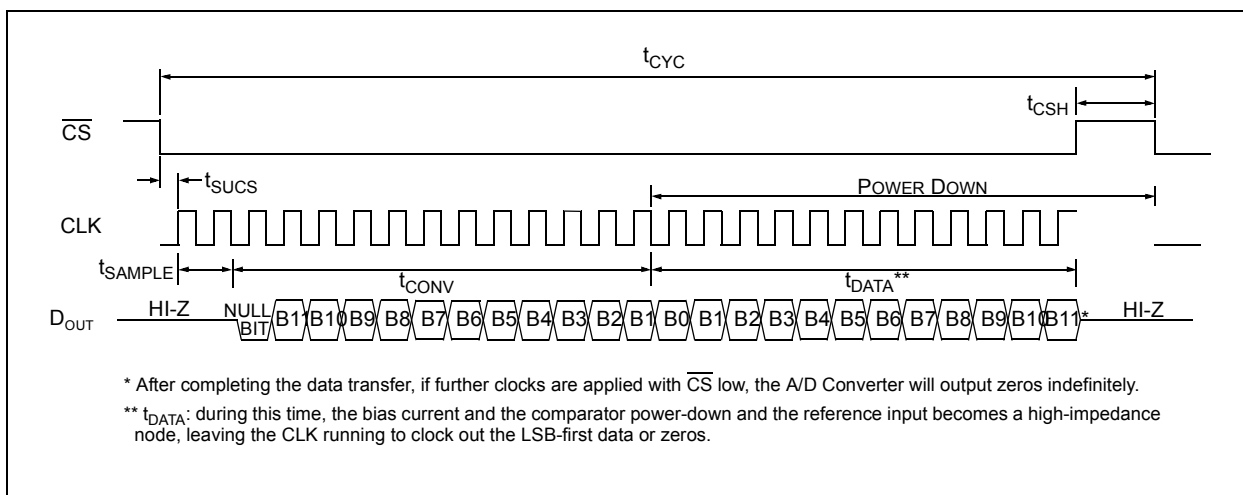 tCYC
tCSH
CS
tSUCS
POWER DOWN
CLK
tSAMPLE
tCONV
tDATA**
DOUT
HI-Z
NULL BIT
B11 B10 B9 B8 B7 B6 B5 B4 B3 B2 B1 B0 B1 B2 B3 B4 B5 B6 B7 B8 B9 B10 B11*
HI-Z
* After completing the data transfer, if further clocks are applied with CS low, the A/D Converter will output zeros indefinitely.
** tDATA: during this time, the bias current and the comparator power-down and the reference input becomes a high-impedance
node, leaving the CLK running to clock out the LSB-first data or zeros.